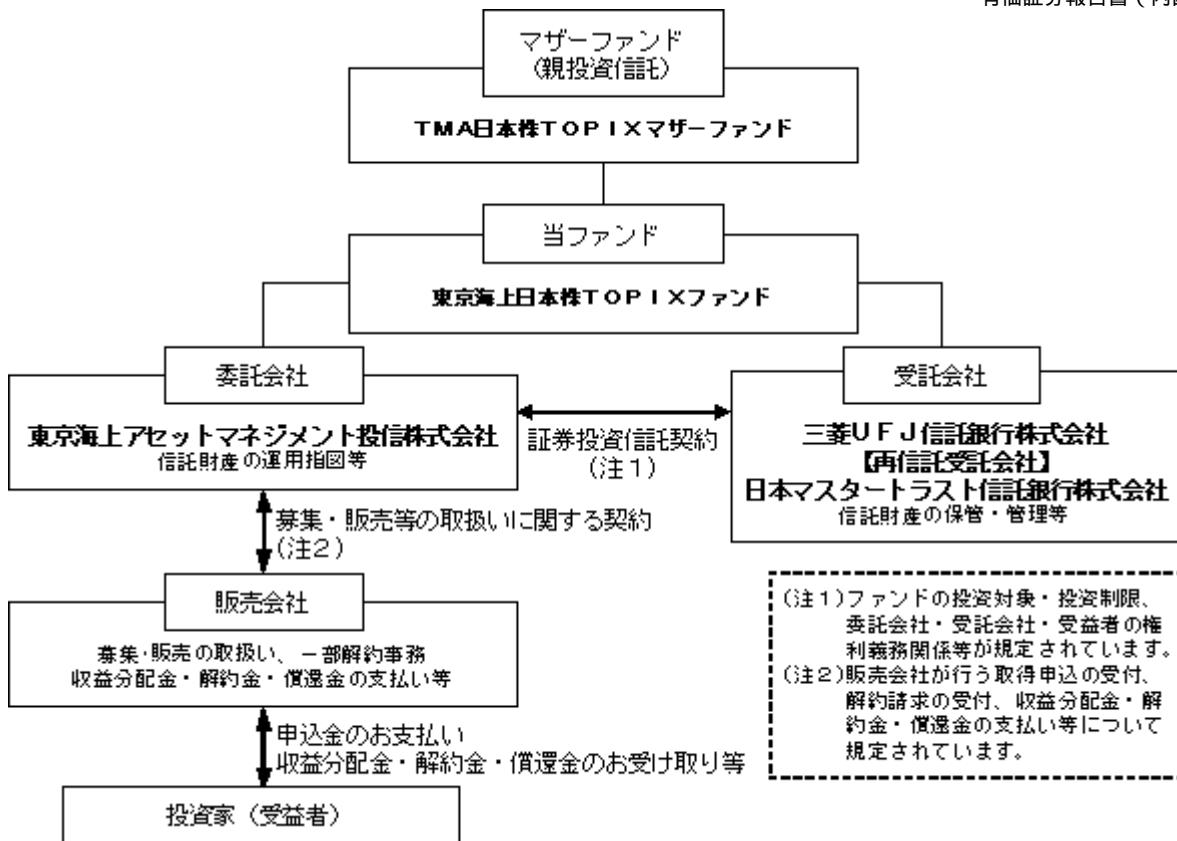 有価証券報告書（内
マザーファンド
(親投資信託)
TMA日本株TOPIXマザーファンド
当ファンド
東京海上日本株TOPIXファンド
委託会社
東京海上アセットマネジメント投信株式会社
信託財産の運用指図等
証券投資信託契約
(注1)
受託会社
三菱UFJ信託銀行株式会社
【再信託受託会社】
日本マスタートラスト信託銀行株式会社
信託財産の保管・管理等
募集・販売等の取扱いに関する契約
(注2)
販売会社
募集・販売の取扱い、一部解約事務
収益分配金・解約金・償還金の支払い等
申込金のお支払い
収益分配金・解約金・償還金のお受け取り等
投資家（受益者）
(注1)ファンドの投資対象・投資制限、
委託会社・受託会社・受益者の権
利義務関係等が規定されています。
(注2)販売会社が行う取得申込の受付、
解約請求の受付、収益分配金・解
約金・償還金の支払い等について
規定されています。